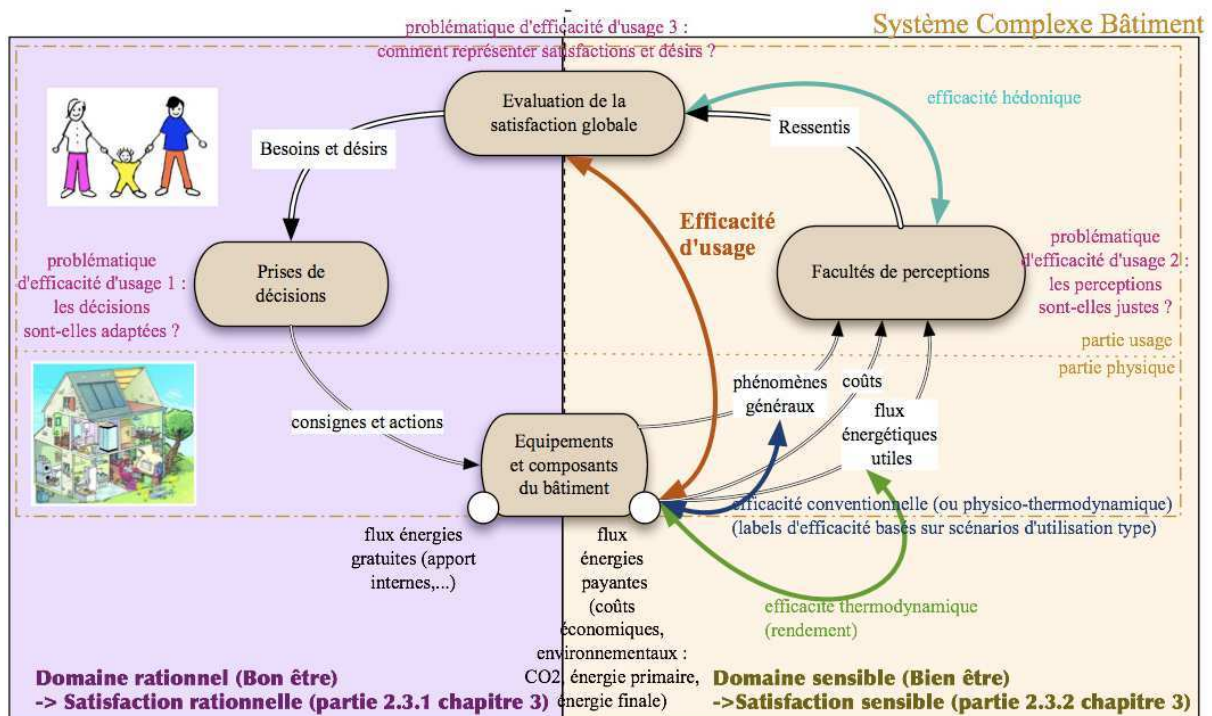 problématique d'efficacité d'usage 3 :
comment représenter satisfactions et désirs ?
Système Complexe Bâtiment
Evaluation de la
satisfaction globale
efficacité hédonique
Ressentis
Besoins et désirs
Efficacité
d'usage
problématique
d'efficacité d'usage 1 :
les décisions
sont-elles adaptées ?
Prises de
décisions
Facultés de perceptions
problématique
d'efficacité d'usage 2 :
les perceptions
sont-elles justes ?
partie usage
partie physique
phénomènes
généraux
coûts
flux
énergétiques
utiles
consignes et actions
Equipements
et composants
du bâtiment
efficacité conventionnelle (ou physico-thermodynamique)
(labels d'efficacité basés sur scénarios d'utilisation type)
flux énergies
gratuites (apport
internes,...)
flux
énergies
payantes
(coûts
économiques,
environnementaux :
CO2, énergie primaire,
énergie finale)
efficacité thermodynamique
(rendement)
Domaine rationnel (Bon être)
-> Satisfaction rationnelle (partie 2.3.1 chapitre 3)
Domaine sensible (Bien être)
->Satisfaction sensible (partie 2.3.2 chapitre 3)